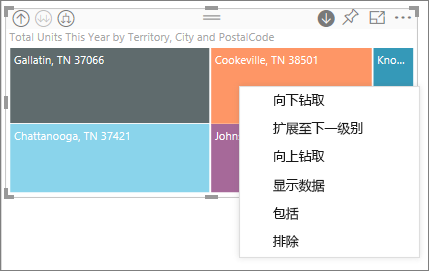 Total Units This Year by Territory, City and PostalCode
Gallatin, TN 37066
Cookeville, TN 38501
Kno...
Chattanooga, TN 37421
Johns
向下钻取
扩展至下一级别
向上钻取
显示数据
包括
排除